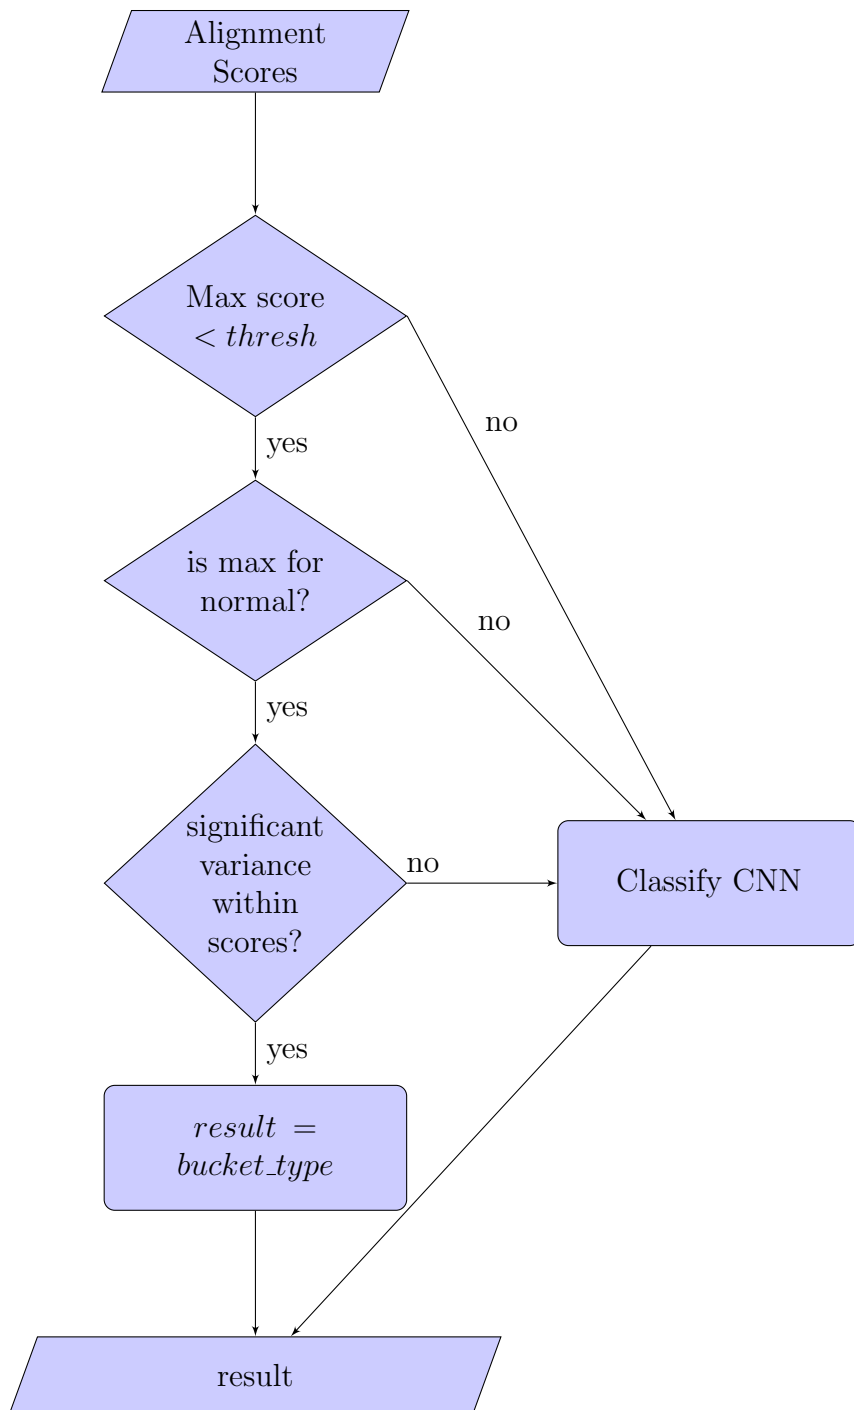 Alignment
Scores
Max score
< thresh
no
yes
is max for
normal?
no
yes
significant
variance
within
scores?
no
Classify CNN
yes
result =
bucket_type
result